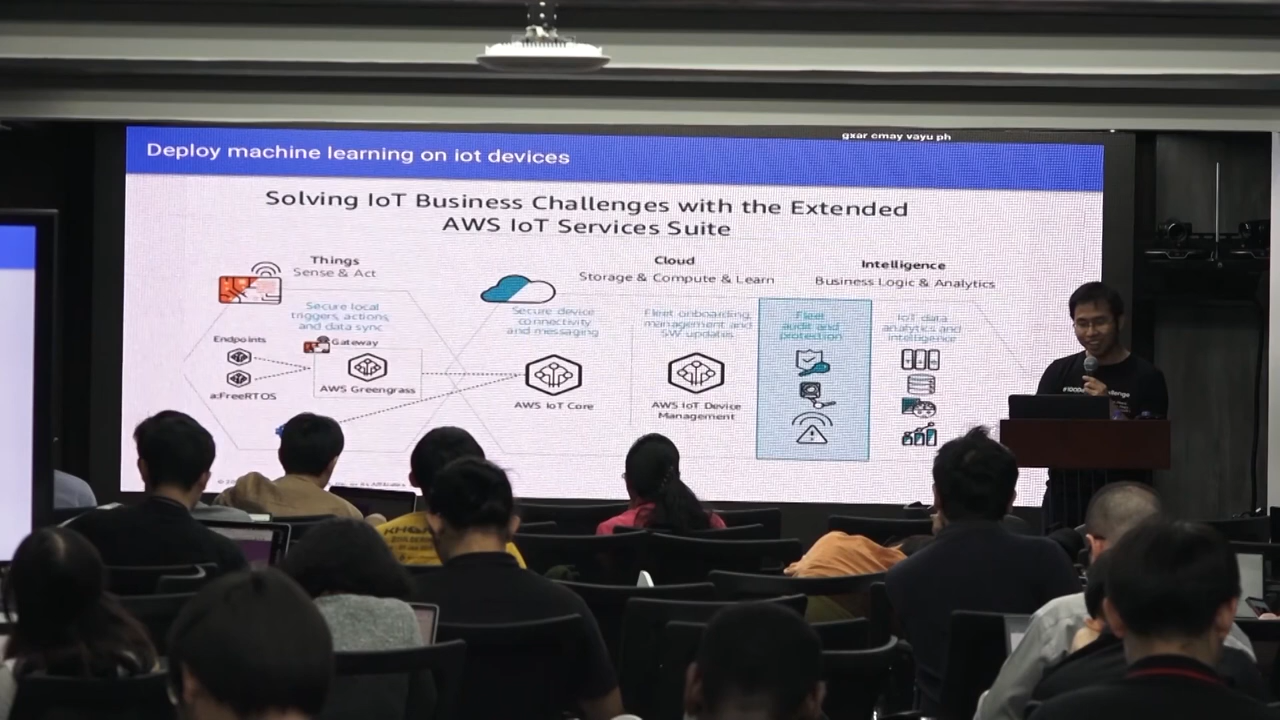 gxar cmay vayu ph
Deploy machine learning on iot devices
Solving IoT Business Challenges with the Extended
AWS IoT Services Suite
Things
Sense & Act
Cloud
Storage & Compute & Learn
Intelligence
Business Logic & Analytics
Secure local
triggers, actions,
and data sync
Secure device
connectivity
and messaging
Fleet onboarding,
management and
SW updates
Fleet
audit and
protection
IoT data
analytics and
intelligence
Endpoints
Gateway
a:FreeRTOS
AWS Greengrass
AWS IoT Core
AWS IoT Device
Management